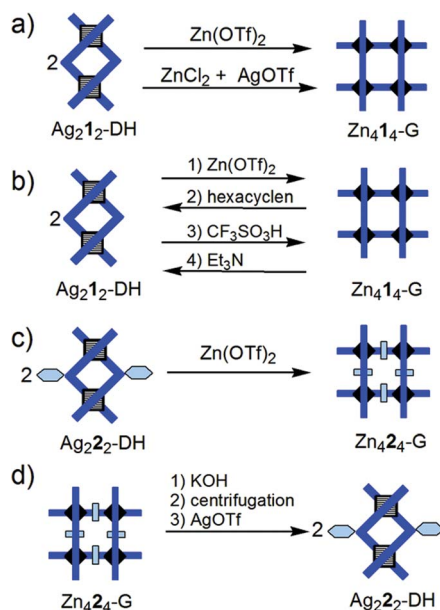 a)
Zn(OTf)2
2
ZnCl2 + AgOTf
Ag212-DH
Zn414-G
b)
1) Zn(OTf)2
2) hexacyclen
2
3) CF3SO3H
4) Et3N
Ag212-DH
Zn414-G
c)
Zn(OTf)2
2
Ag222-DH
Zn424-G
d)
1) KOH
2) centrifugation
3) AgOTf
2
Zn424-G
Ag222-DH